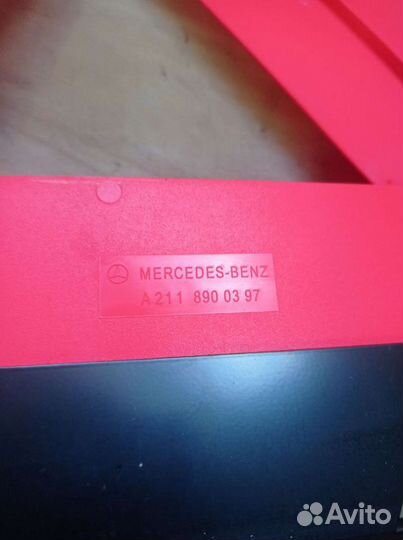 MERCEDES-BENZ
A 211 890 03 97
Avito